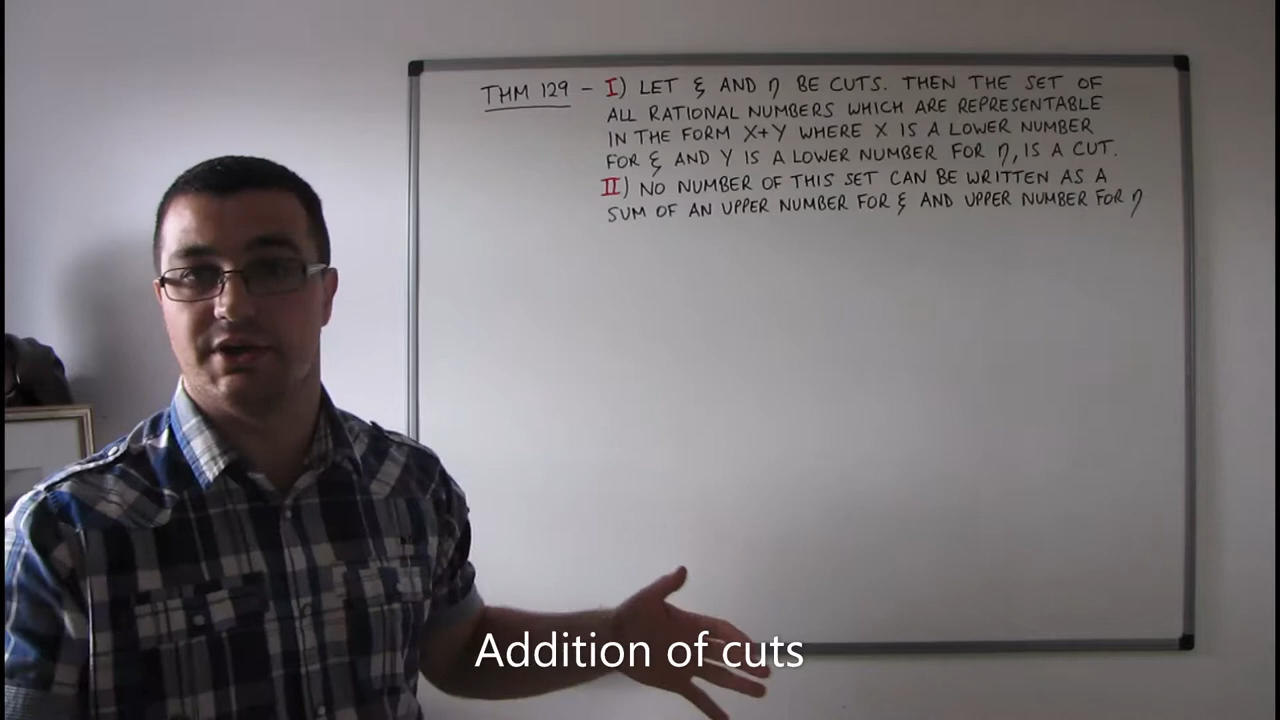 THM 129 - I) LET ξ AND η BE CUTS. THEN THE SET OF
ALL RATIONAL NUMBERS WHICH ARE REPRESENTABLE
IN THE FORM X+Y WHERE X IS A LOWER NUMBER
FOR ξ AND Y IS A LOWER NUMBER FOR η, IS A CUT.
II) NO NUMBER OF THIS SET CAN BE WRITTEN AS A
SUM OF AN UPPER NUMBER FOR ξ AND UPPER NUMBER FOR η
Addition of cuts